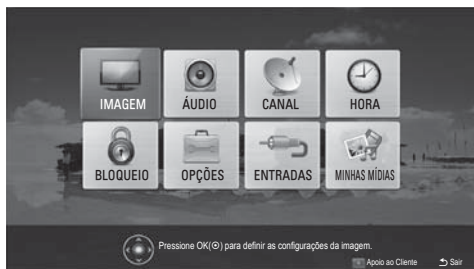 IMAGEM ÁUDIO CANAL HORA
BLOQUEIO OPÇÕES ENTRADAS MINHAS MÍDIAS
Pressione OK(⊙) para definir as configurações da imagem.
Apoio ao Cliente Sair